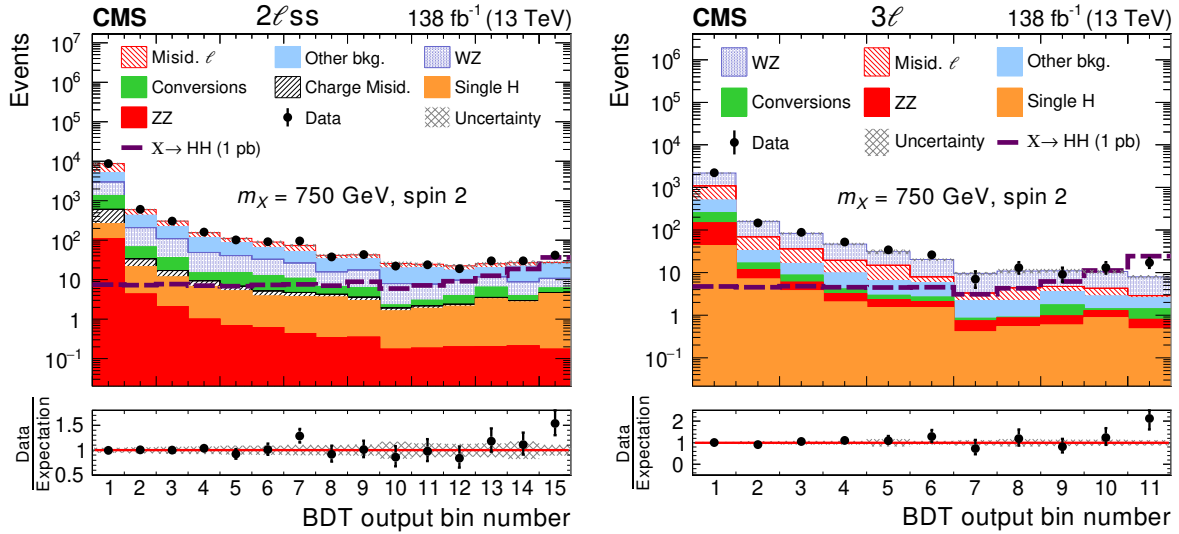 CMS 2ℓ ss 138 fb⁻¹ (13 TeV)
Events
10⁷
10⁶
10⁵
10⁴
10³
10²
10
1
10⁻¹
Misid. ℓ Other bkg. WZ
Conversions Charge Misid. Single H
ZZ Data Uncertainty
X→ HH (1 pb)
m_X = 750 GeV, spin 2
Data
Expectation
1.5
1
0.5
1 2 3 4 5 6 7 8 9 10 11 12 13 14 15
BDT output bin number
CMS 3ℓ 138 fb⁻¹ (13 TeV)
Events
10⁶
10⁵
10⁴
10³
10²
10
1
10⁻¹
WZ Misid. ℓ Other bkg.
Conversions ZZ Single H
Data Uncertainty X→ HH (1 pb)
m_X = 750 GeV, spin 2
Data
Expectation
2
1
0
1 2 3 4 5 6 7 8 9 10 11
BDT output bin number